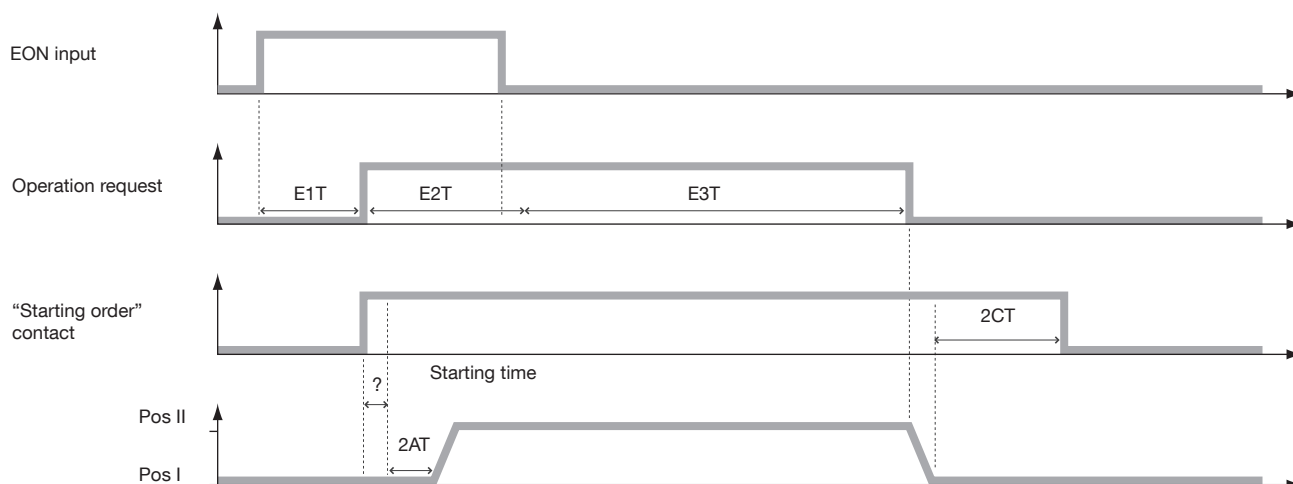 EON input
Operation request
E1T
E2T
E3T
“Starting order”
contact
2CT
?
Starting time
Pos II
2AT
Pos I